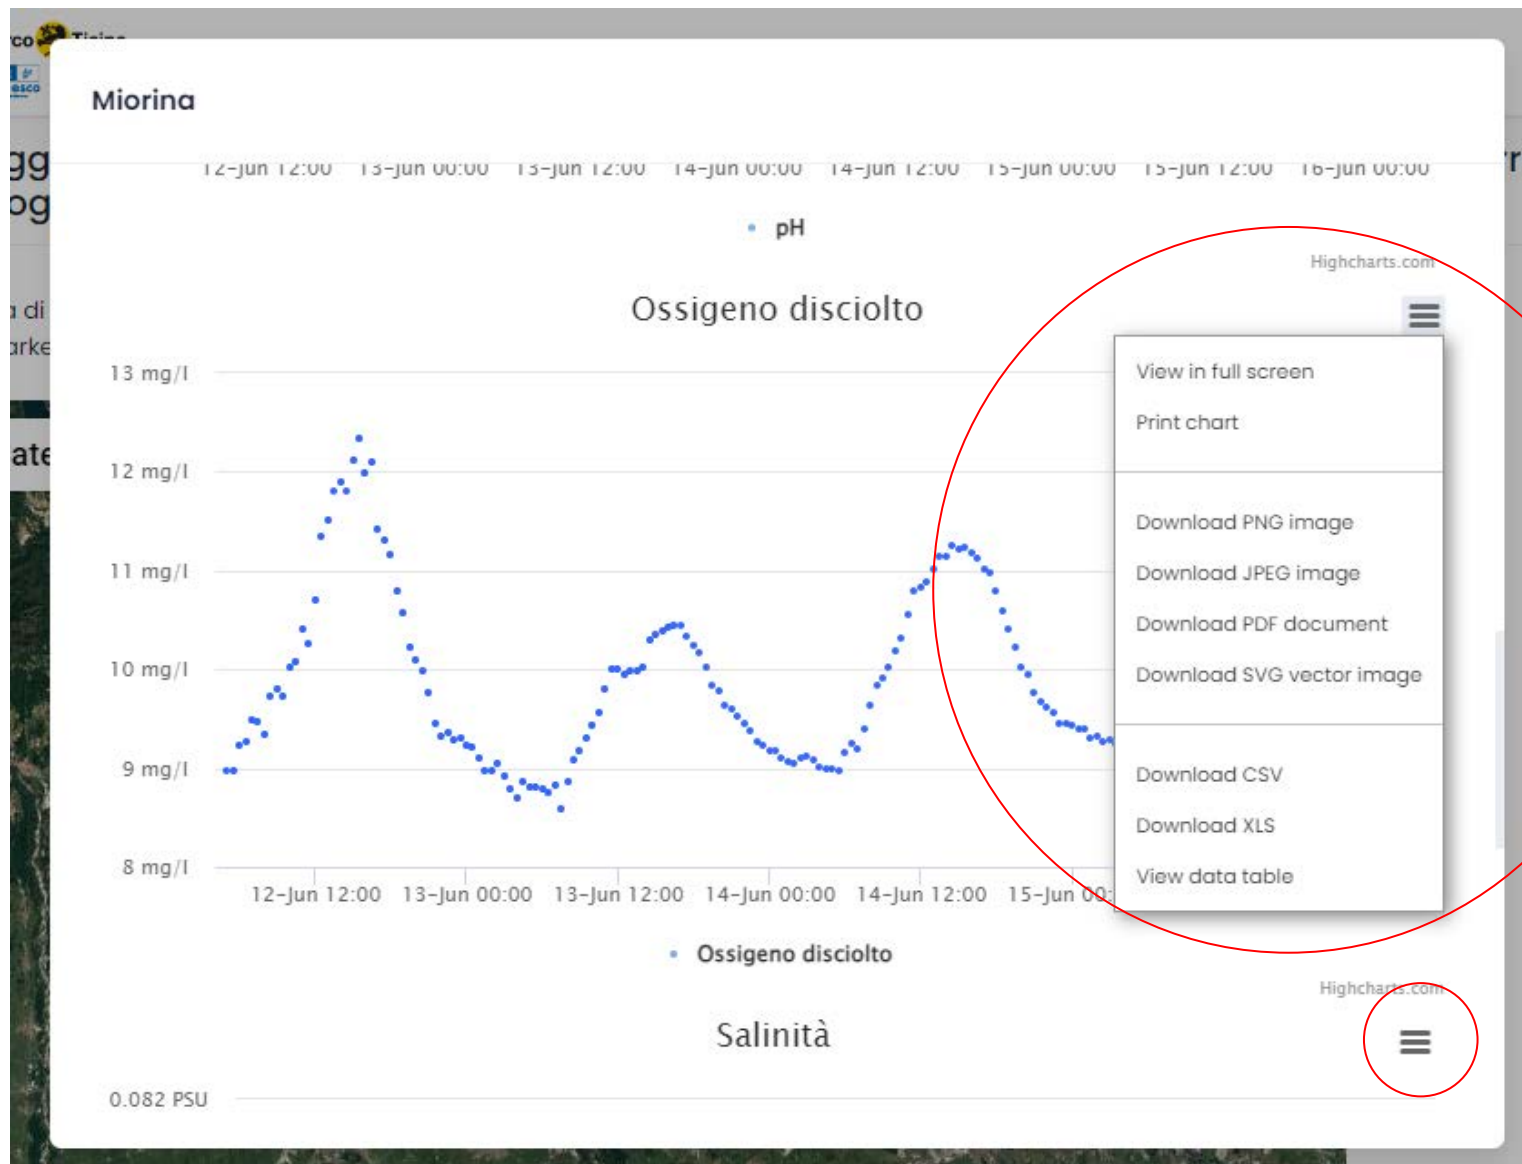 Miorina
12-Jun 12:00 13-Jun 00:00 13-Jun 12:00 14-Jun 00:00 14-Jun 12:00 15-Jun 00:00 15-Jun 12:00 16-Jun 00:00
pH
Highcharts.com
Ossigeno disciolto
13 mg/l
12 mg/l
11 mg/l
10 mg/l
9 mg/l
8 mg/l
12-Jun 12:00 13-Jun 00:00 13-Jun 12:00 14-Jun 00:00 14-Jun 12:00 15-Jun 00:
View in full screen
Print chart
Download PNG image
Download JPEG image
Download PDF document
Download SVG vector image
Download CSV
Download XLS
View data table
Ossigeno disciolto
Highcharts.com
Salinità
0.082 PSU